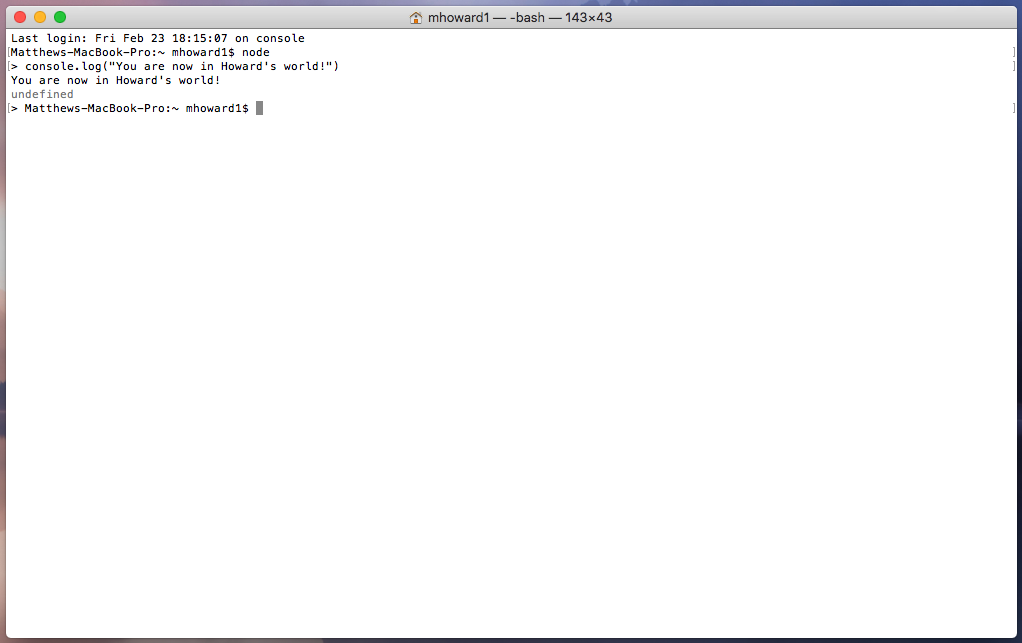 mhoward1 — -bash — 143×43
Last login: Fri Feb 23 18:15:07 on console
[Matthews-MacBook-Pro:~ mhoward1$ node ]
[> console.log("You are now in Howard's world!") ]
You are now in Howard's world!
undefined
[> Matthews-MacBook-Pro:~ mhoward1$ ]